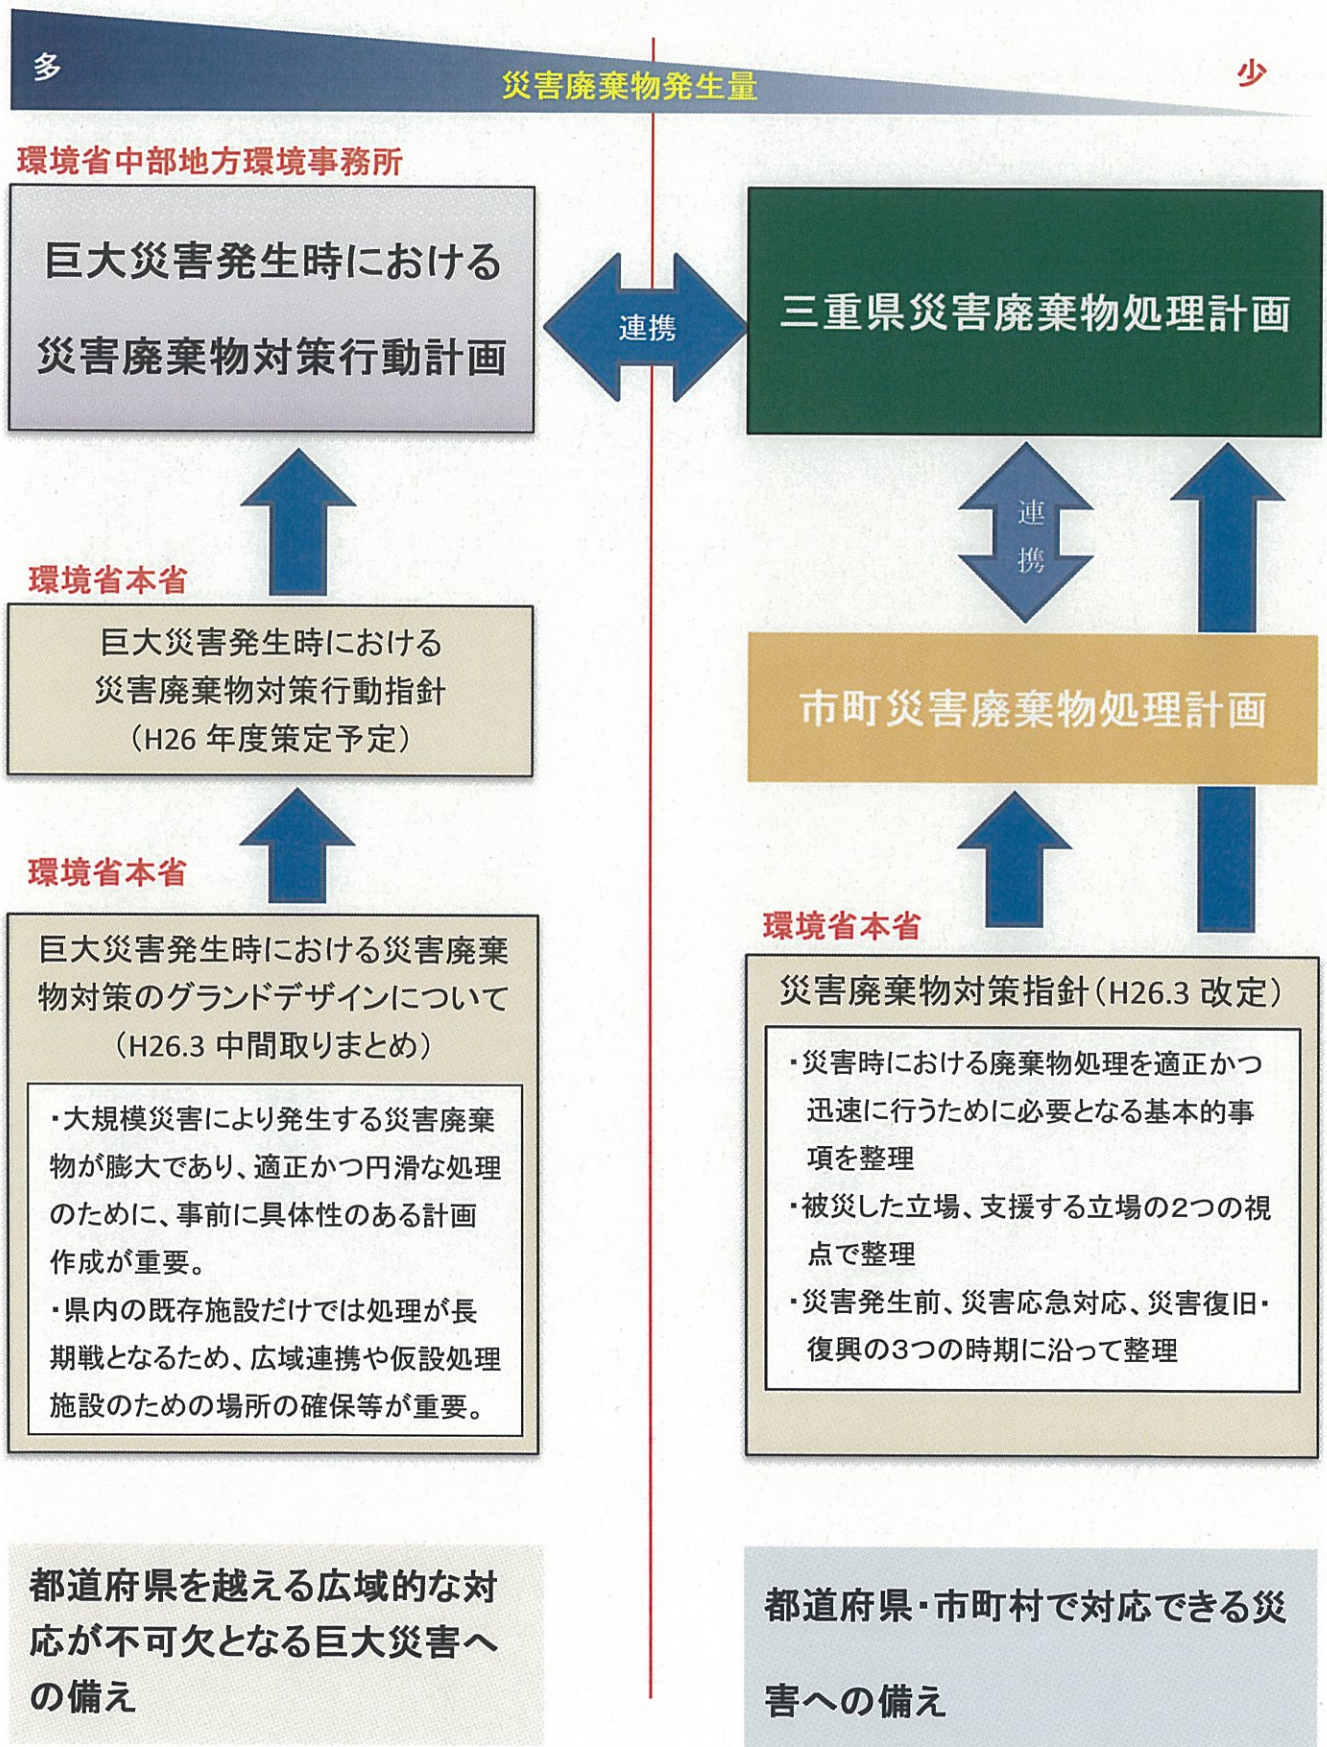 多
災害廃棄物発生量
少
環境省中部地方環境事務所
巨大災害発生時における
災害廃棄物対策行動計画
連携
三重県災害廃棄物処理計画
連
携
環境省本省
巨大災害発生時における
災害廃棄物対策行動指針
（H26 年度策定予定）
市町災害廃棄物処理計画
環境省本省
巨大災害発生時における災害廃棄
物対策のグランドデザインについて
（H26.3 中間取りまとめ）
・大規模災害により発生する災害廃棄
物が膨大であり、適正かつ円滑な処理
のために、事前に具体性のある計画
作成が重要。
・県内の既存施設だけでは処理が長
期戦となるため、広域連携や仮設処理
施設のための場所の確保等が重要。
環境省本省
災害廃棄物対策指針（H26.3 改定）
・災害時における廃棄物処理を適正かつ
迅速に行うために必要となる基本的事
項を整理
・被災した立場、支援する立場の２つの視
点で整理
・災害発生前、災害応急対応、災害復旧・
復興の３つの時期に沿って整理
都道府県を越える広域的な対
応が不可欠となる巨大災害へ
の備え
都道府県・市町村で対応できる災
害への備え